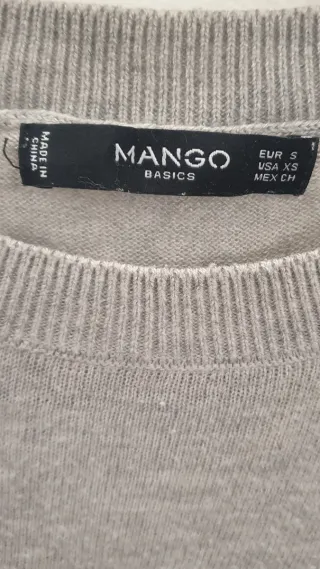 MADE IN
CHINA
MANGO
BASICS
EUR S
USA XS
MEX CH